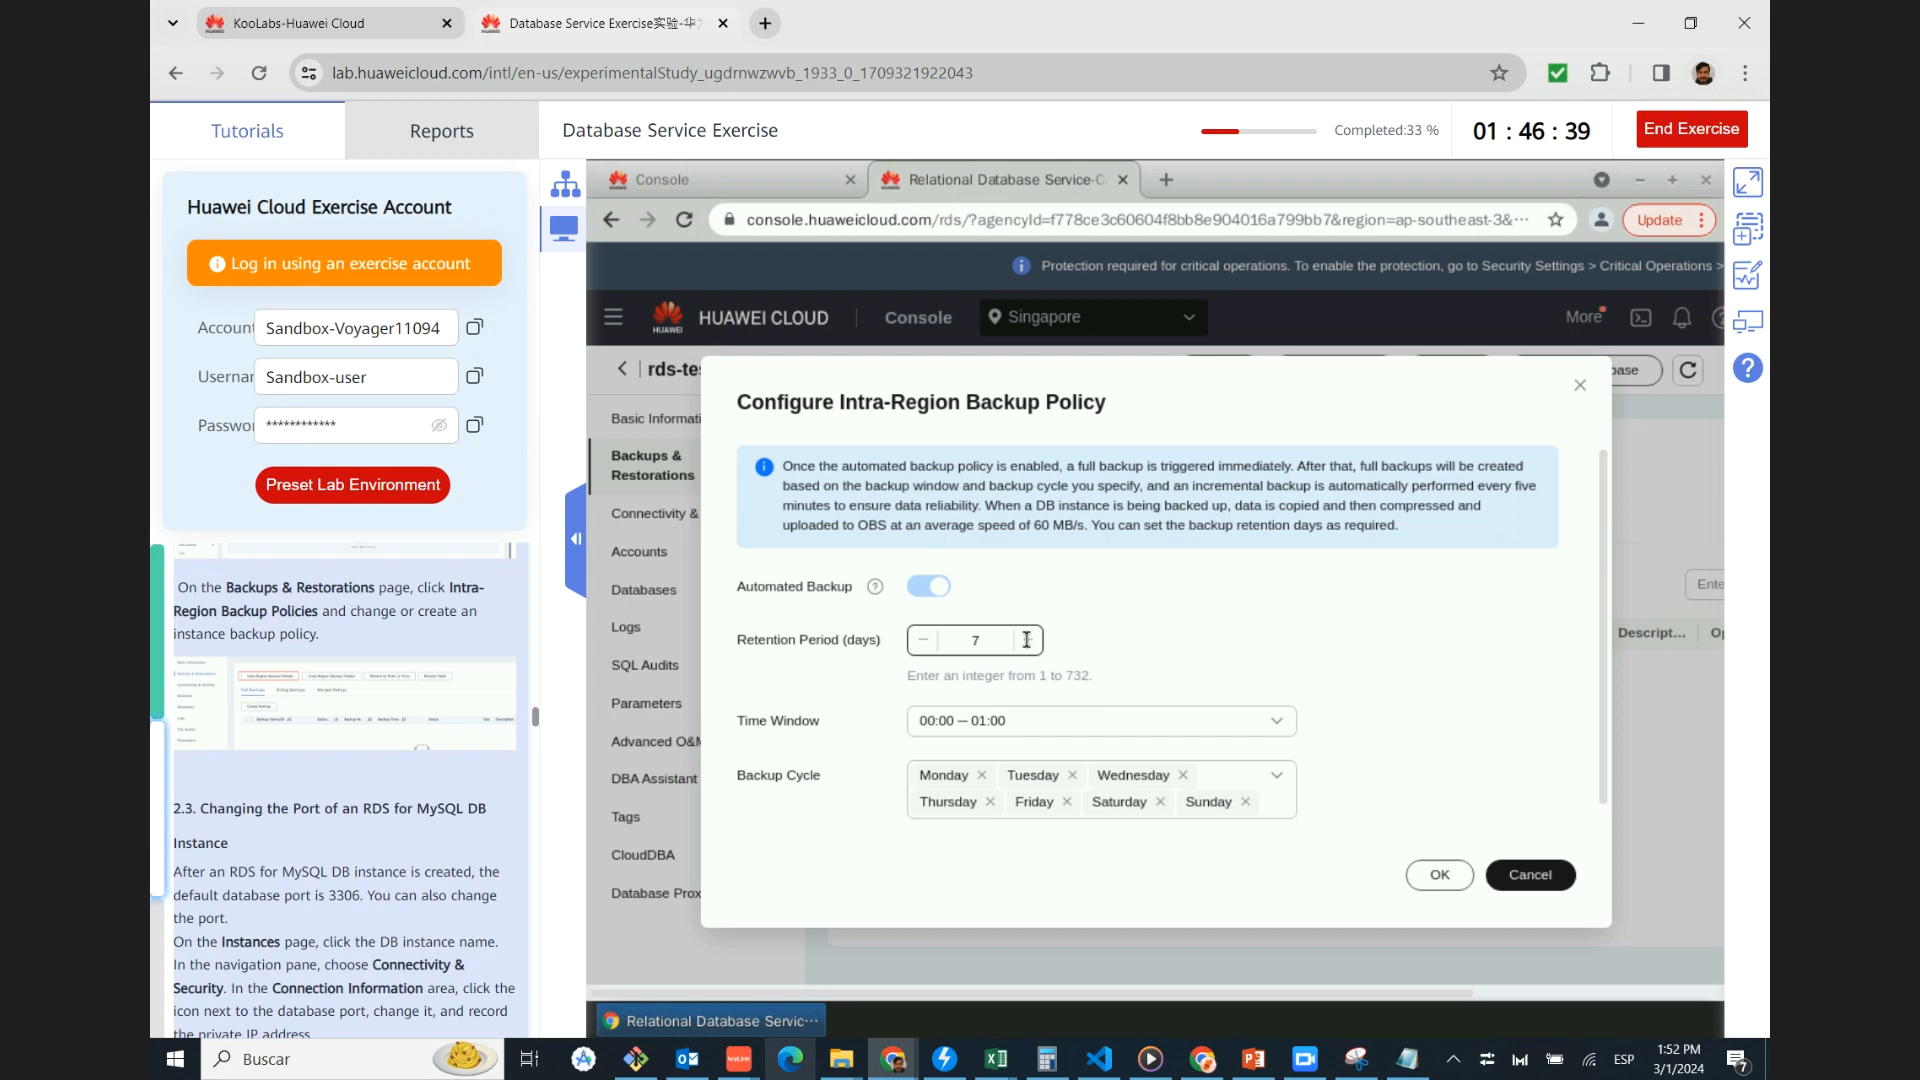 KooLabs-Huawei Cloud
Database Service Exercise实验-华
lab.huaweicloud.com/intl/en-us/experimentalStudy_ugdrnwzwvb_1933_0_1709321922043
Tutorials
Reports
Database Service Exercise
Completed:33 %
01 : 46 : 39
End Exercise
Huawei Cloud Exercise Account
Log in using an exercise account
Account
Sandbox-Voyager11094
Usernar
Sandbox-user
Passwor
************
Preset Lab Environment
On the Backups & Restorations page, click Intra-
Region Backup Policies and change or create an
instance backup policy.
2.3. Changing the Port of an RDS for MySQL DB
Instance
After an RDS for MySQL DB instance is created, the
default database port is 3306. You can also change
the port.
On the Instances page, click the DB instance name.
In the navigation pane, choose Connectivity &
Security. In the Connection Information area, click the
icon next to the database port, change it, and record
the private IP address.
Console
Relational Database Service-C
console.huaweicloud.com/rds/?agencyId=f778ce3c60604f8bb8e904016a799bb7&region=ap-southeast-3&···
Update
Protection required for critical operations. To enable the protection, go to Security Settings > Critical Operations >
HUAWEI
HUAWEI CLOUD
Console
Singapore
More
rds-tes
base
Basic Informati
Backups &
Restorations
Connectivity &
Accounts
Databases
Logs
SQL Audits
Parameters
Advanced O&M
DBA Assistant
Tags
CloudDBA
Database Prox
Configure Intra-Region Backup Policy
Once the automated backup policy is enabled, a full backup is triggered immediately. After that, full backups will be created
based on the backup window and backup cycle you specify, and an incremental backup is automatically performed every five
minutes to ensure data reliability. When a DB instance is being backed up, data is copied and then compressed and
uploaded to OBS at an average speed of 60 MB/s. You can set the backup retention days as required.
Automated Backup
Retention Period (days)
7
Enter an integer from 1 to 732.
Time Window
00:00 — 01:00
Backup Cycle
Monday Tuesday Wednesday
Thursday Friday Saturday Sunday
OK
Cancel
Ente
Descript...
Op
Relational Database Servic···
Buscar
ESP
1:52 PM
3/1/2024
7